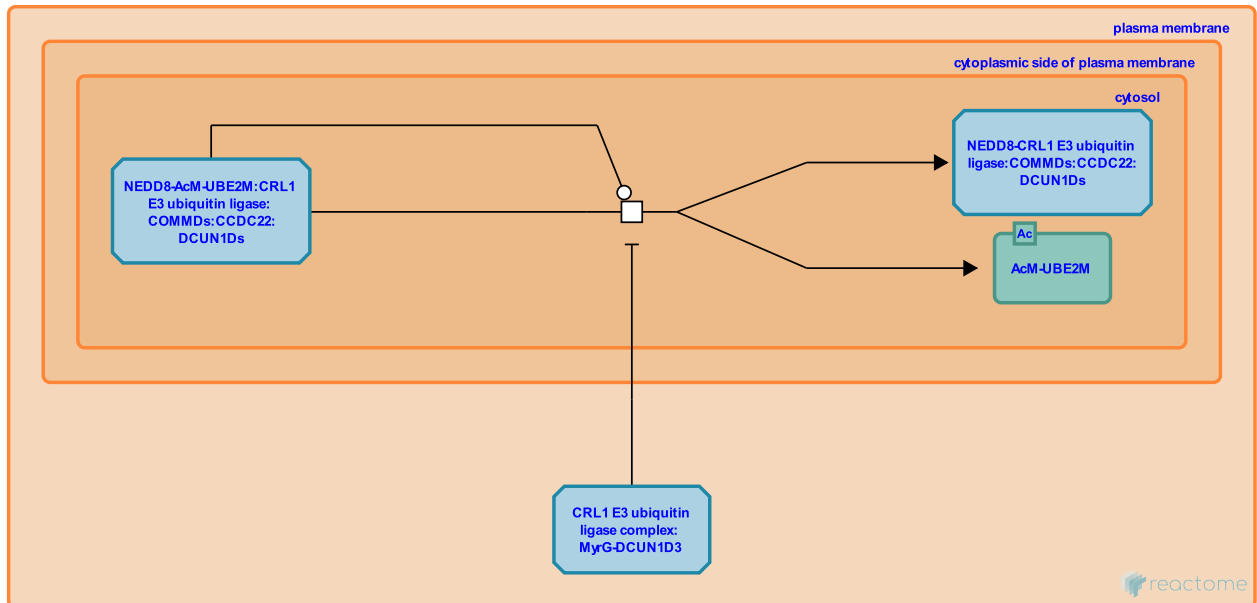 plasma membrane
cytoplasmic side of plasma membrane
cytosol
NEDD8-AcM-UBE2M:CRL1
E3 ubiquitin ligase:
COMMDs:CCDC22:
DCUN1Ds
NEDD8-CRL1 E3 ubiquitin
ligase:COMMDs:CCDC22:
DCUN1Ds
Ac
AcM-UBE2M
CRL1 E3 ubiquitin
ligase complex:
MyrG-DCUN1D3
reactome